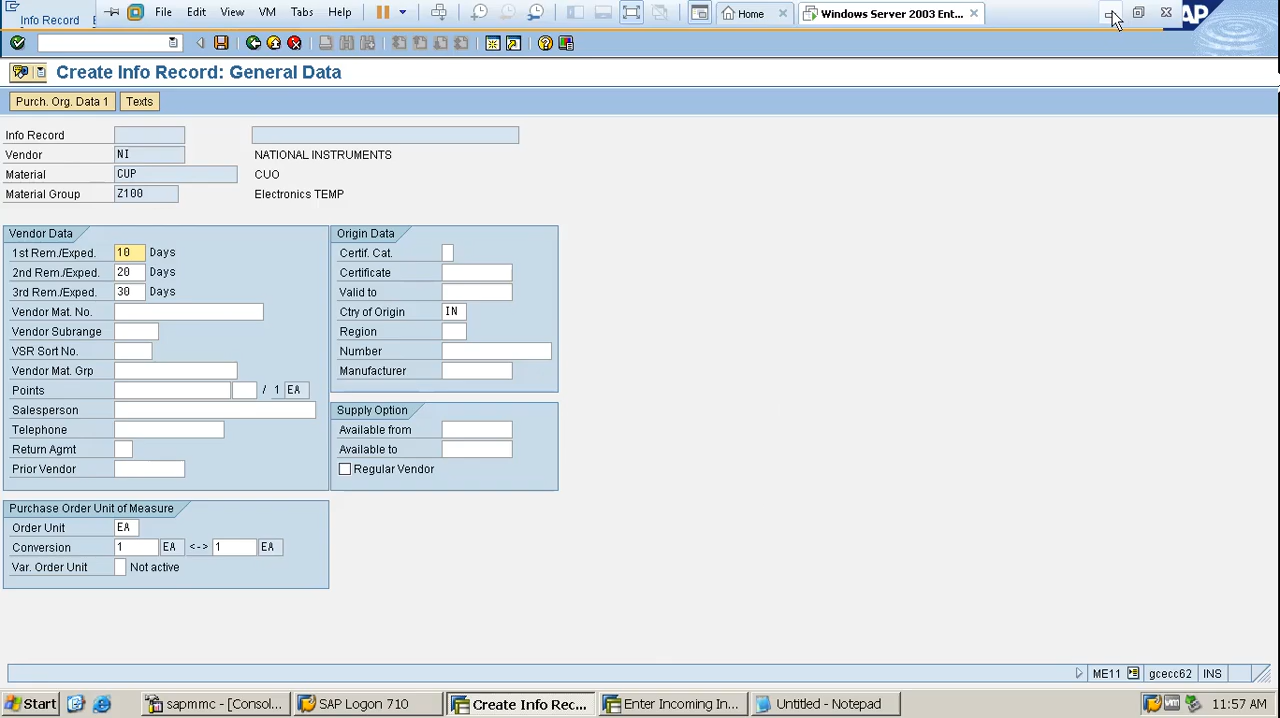 Info Record File Edit View VM Tabs Help Home Windows Server 2003 Ent... AP
Create Info Record: General Data
Purch. Org. Data 1 Texts
Info Record
Vendor NI NATIONAL INSTRUMENTS
Material CUP CUO
Material Group Z100 Electronics TEMP
Vendor Data
1st Rem./Exped. 10 Days
2nd Rem./Exped. 20 Days
3rd Rem./Exped. 30 Days
Vendor Mat. No.
Vendor Subrange
VSR Sort No.
Vendor Mat. Grp
Points / 1 EA
Salesperson
Telephone
Return Agmt
Prior Vendor
Origin Data
Certif. Cat.
Certificate
Valid to
Ctry of Origin IN
Region
Number
Manufacturer
Supply Option
Available from
Available to
Regular Vendor
Purchase Order Unit of Measure
Order Unit EA
Conversion 1 EA <-> 1 EA
Var. Order Unit Not active
ME11 gcecc62 INS
Start sapmmc - [Consol... SAP Logon 710 Create Info Rec... Enter Incoming In... Untitled - Notepad 11:57 AM